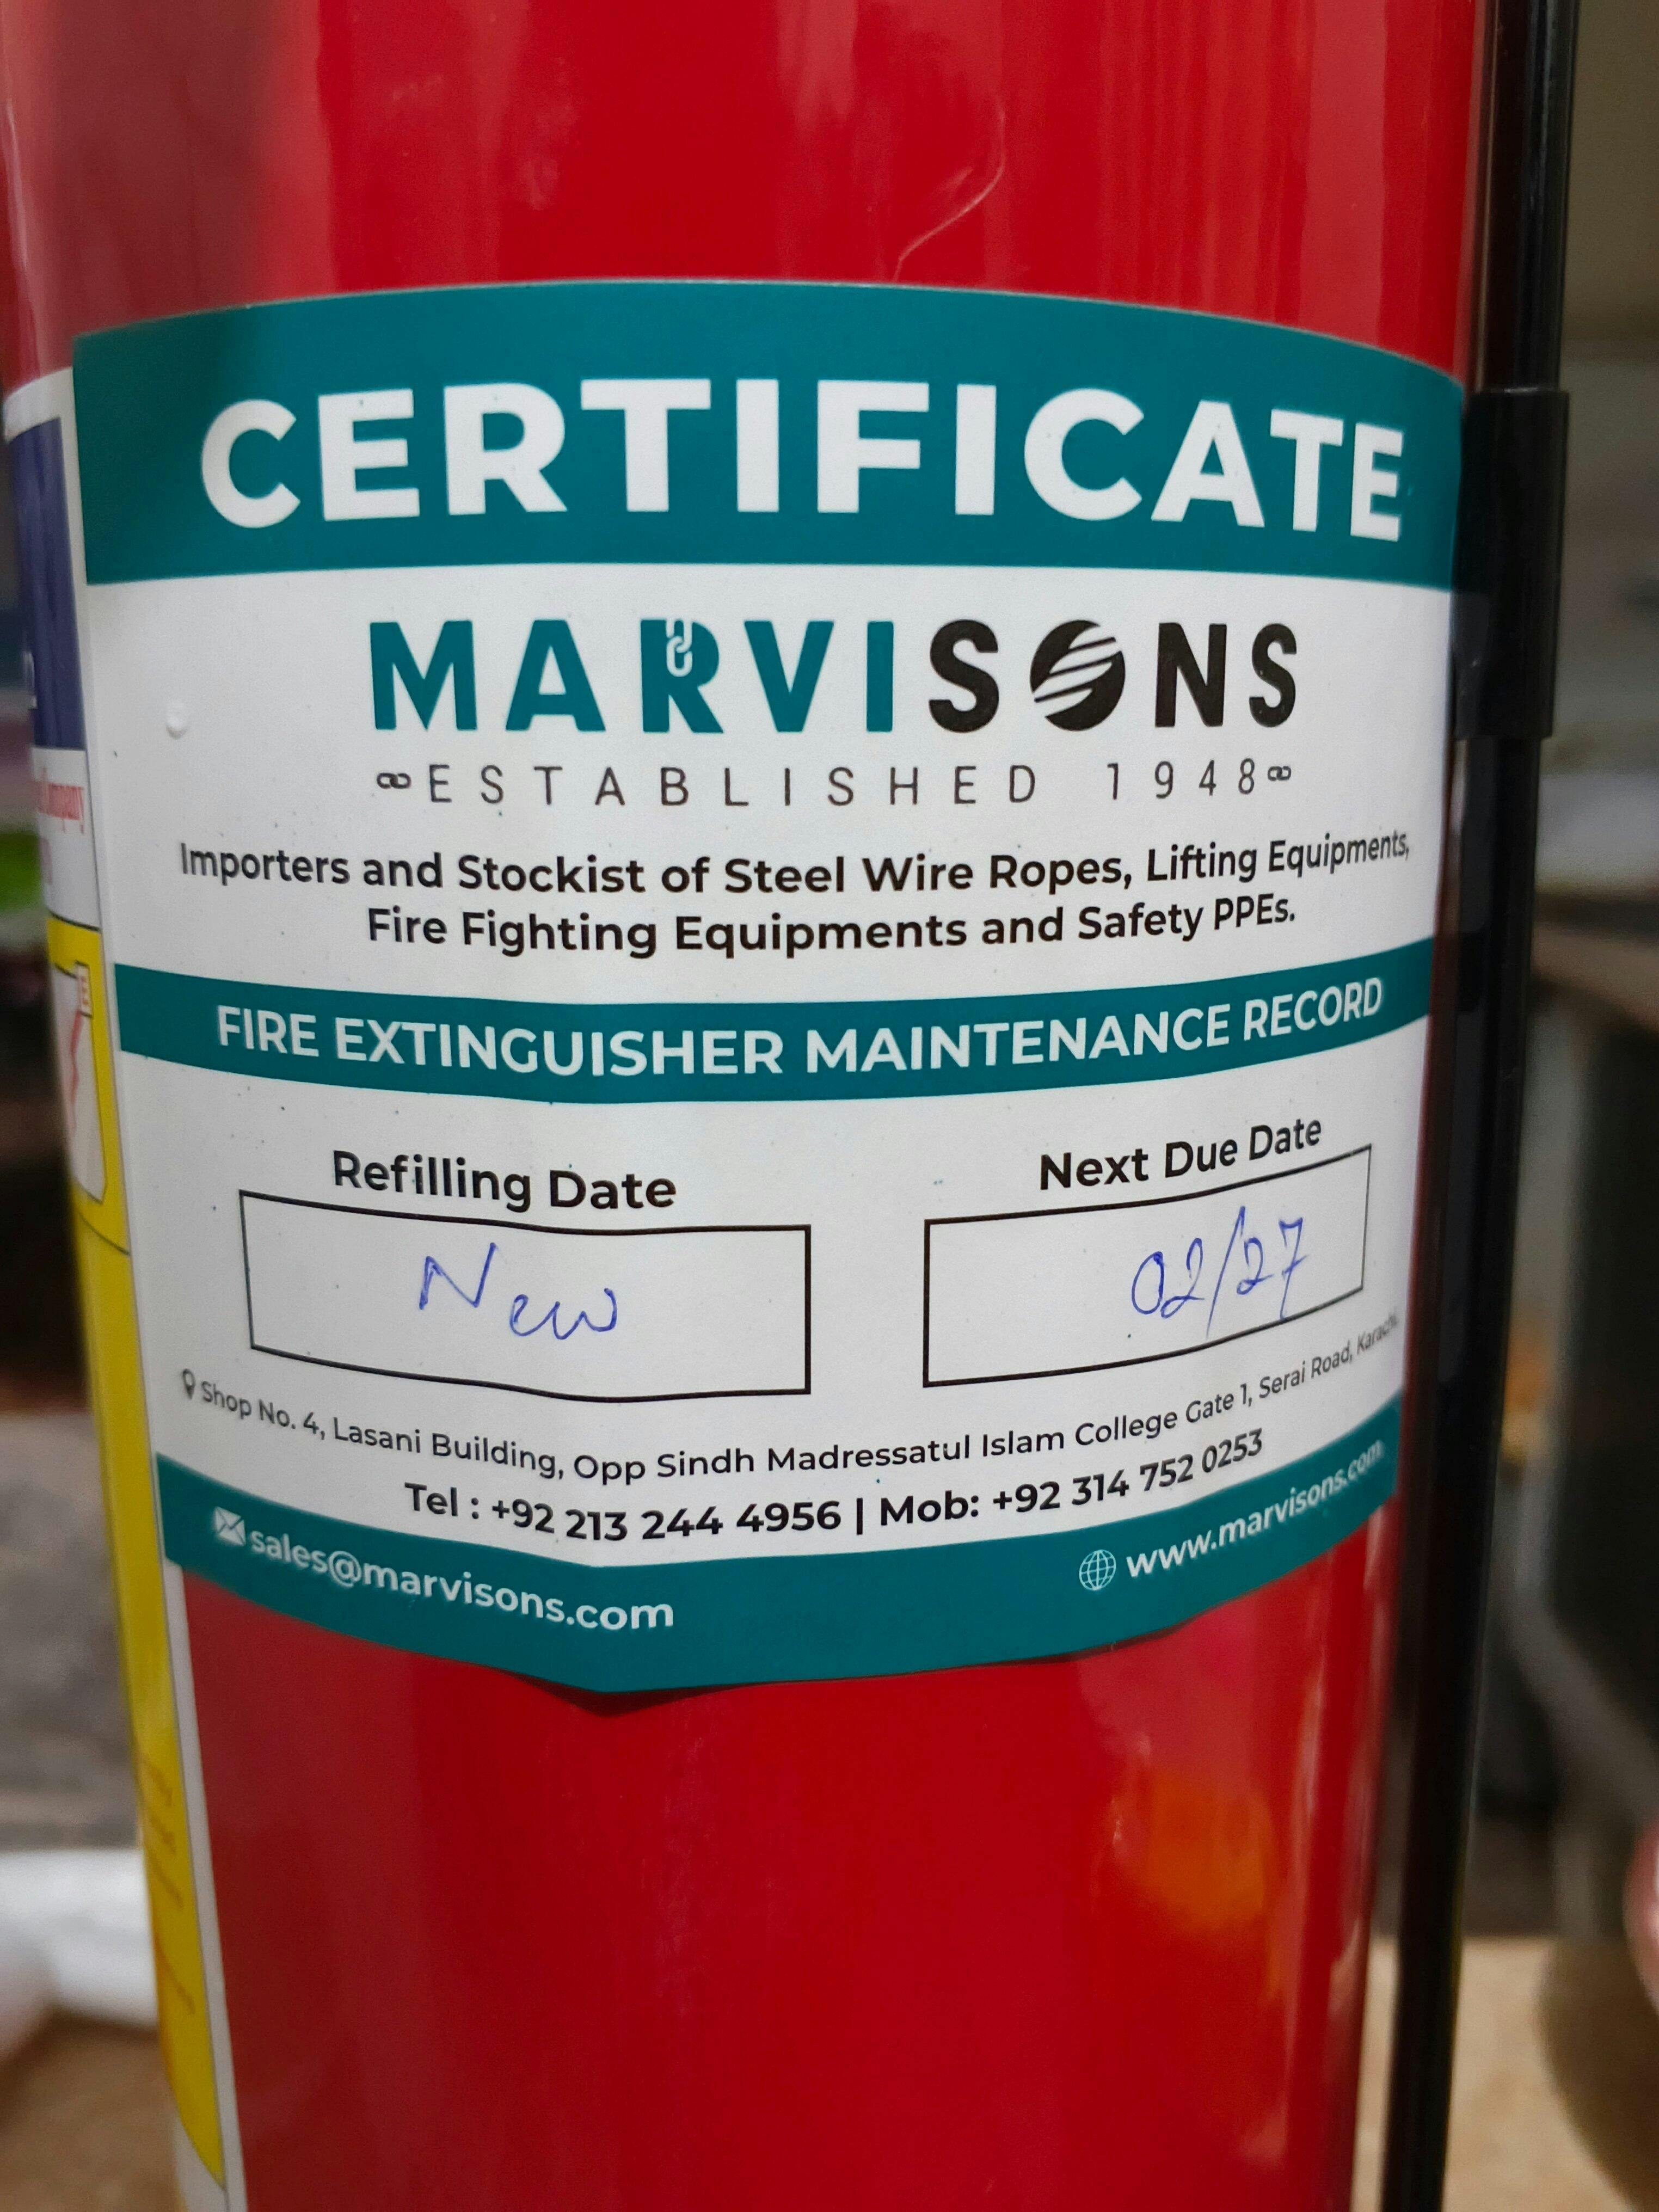 CERTIFICATE
MARVISONS
ESTABLISHED 1948
Importers and Stockist of Steel Wire Ropes, Lifting Equipments,
Fire Fighting Equipments and Safety PPEs.
FIRE EXTINGUISHER MAINTENANCE RECORD
Refilling Date
Next Due Date
New
02/27
Shop No. 4, Lasani Building, Opp Sindh Madressatul Islam College Gate 1, Serai Road, Karachi.
Tel : +92 213 244 4956 | Mob: +92 314 752 0253
sales@marvisons.com
www.marvisons.com